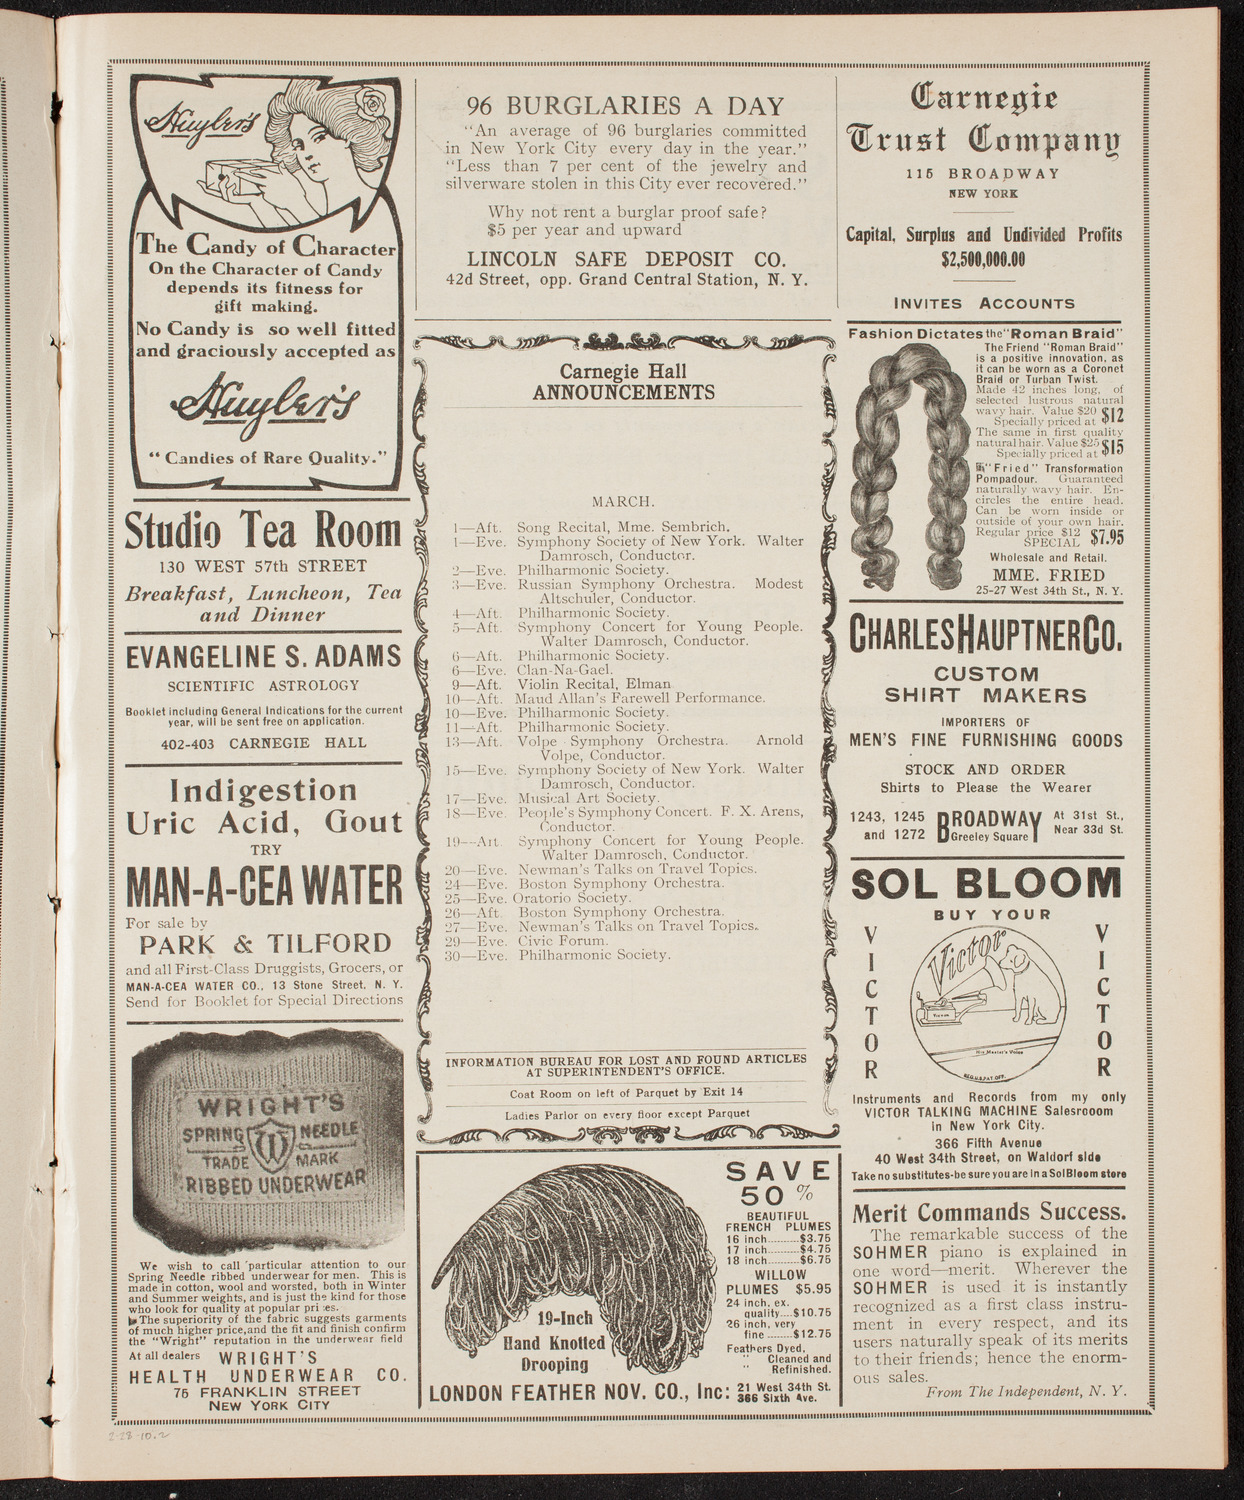 Huyler's
The Candy of Character
On the Character of Candy
depends its fitness for
gift making.
No Candy is so well fitted
and graciously accepted as
Huyler's
"Candies of Rare Quality."
Studio Tea Room
130 WEST 57th STREET
Breakfast, Luncheon, Tea
and Dinner
EVANGELINE S. ADAMS
SCIENTIFIC ASTROLOGY
Booklet including General Indications for the current
year, will be sent free on application.
402-403 CARNEGIE HALL
Indigestion
Uric Acid, Gout
TRY
MAN-A-CEA WATER
For sale by
PARK & TILFORD
and all First-Class Druggists, Grocers, or
MAN-A-CEA WATER CO., 13 Stone Street, N. Y.
Send for Booklet for Special Directions
WRIGHT'S
SPRING NEEDLE
W
TRADE MARK
RIBBED UNDERWEAR
We wish to call particular attention to our
Spring Needle ribbed underwear for men. This is
made in cotton, wool and worsted, both in Winter
and Summer weights, and is just the kind for those
who look for quality at popular pri es.
The superiority of the fabric suggests garments
of much higher price,and the fit and finish confirm
the "Wright" reputation in the underwear field
At all dealers WRIGHT'S
HEALTH UNDERWEAR CO.
75 FRANKLIN STREET
NEW YORK CITY
96 BURGLARIES A DAY
"An average of 96 burglaries committed
in New York City every day in the year."
"Less than 7 per cent of the jewelry and
silverware stolen in this City ever recovered."
Why not rent a burglar proof safe?
$5 per year and upward
LINCOLN SAFE DEPOSIT CO.
42d Street, opp. Grand Central Station, N. Y.
Carnegie Hall
ANNOUNCEMENTS
MARCH.
1—Aft. Song Recital, Mme. Sembrich.
1—Eve. Symphony Society of New York. Walter
Damrosch, Conductor.
2—Eve. Philharmonic Society.
3—Eve. Russian Symphony Orchestra. Modest
Altschuler, Conductor.
4—Aft. Philharmonic Society.
5—Aft. Symphony Concert for Young People.
Walter Damrosch, Conductor.
6—Aft. Philharmonic Society.
6—Eve. Clan-Na-Gael.
9—Aft. Violin Recital, Elman
10—Aft. Maud Allan's Farewell Performance.
10—Eve. Philharmonic Society.
11—Aft. Philharmonic Society.
13—Aft. Volpe Symphony Orchestra. Arnold
Volpe, Conductor.
15—Eve. Symphony Society of New York. Walter
Damrosch, Conductor.
17—Eve. Musical Art Society.
18—Eve. People's Symphony Concert. F. X. Arens,
Conductor.
19—Aft. Symphony Concert for Young People.
Walter Damrosch, Conductor.
20—Eve. Newman's Talks on Travel Topics.
24—Eve. Boston Symphony Orchestra.
25—Eve. Oratorio Society.
26—Aft. Boston Symphony Orchestra.
27—Eve. Newman's Talks on Travel Topics.
29—Eve. Civic Forum.
30—Eve. Philharmonic Society.
INFORMATION BUREAU FOR LOST AND FOUND ARTICLES
AT SUPERINTENDENT'S OFFICE.
Coat Room on left of Parquet by Exit 14
Ladies Parlor on every floor except Parquet
19-Inch
Hand Knotted
Drooping
SAVE
50 %
BEAUTIFUL
FRENCH PLUMES
16 inch..........$3.75
17 inch..........$4.75
18 inch..........$6.75
WILLOW
PLUMES $5.95
24 inch, ex.
quality....$10.75
26 inch, very
fine ........$12.75
Feathers Dyed,
" Cleaned and
" Refinished.
LONDON FEATHER NOV. CO., Inc: 21 West 34th St.
366 Sixth Ave.
Carnegie
Trust Company
115 BROADWAY
NEW YORK
Capital, Surplus and Undivided Profits
$2,500,000.00
INVITES ACCOUNTS
Fashion Dictates the "Roman Braid"
The Friend "Roman Braid"
is a positive innovation, as
it can be worn as a Coronet
Braid or Turban Twist.
Made 42 inches long, of
selected lustrous natural
wavy hair. Value $20 $12
Specially priced at
The same in first quality
natural hair. Value $25 $15
Specially priced at
The "Fried" Transformation
Pompadour. Guaranteed
naturally wavy hair. En-
circles the entire head.
Can be worn inside or
outside of your own hair.
Regular price $12 $7.95
SPECIAL
Wholesale and Retail.
MME. FRIED
25-27 West 34th St., N. Y.
CHARLES HAUPTNER CO.
CUSTOM
SHIRT MAKERS
IMPORTERS OF
MEN'S FINE FURNISHING GOODS
STOCK AND ORDER
Shirts to Please the Wearer
1243, 1245 BROADWAY At 31st St.,
and 1272 Greeley Square Near 33d St.
SOL BLOOM
BUY YOUR
VICTOR
Victor
Victor
His Master's Voice
REG.U.S.PAT.OFF.
VICTOR
Instruments and Records from my only
VICTOR TALKING MACHINE Salesrooom
in New York City.
366 Fifth Avenue
40 West 34th Street, on Waldorf side
Take no substitutes-be sure you are in a Sol Bloom store
Merit Commands Success.
The remarkable success of the
SOHMER piano is explained in
one word—merit. Wherever the
SOHMER is used it is instantly
recognized as a first class instru-
ment in every respect, and its
users naturally speak of its merits
to their friends; hence the enorm-
ous sales.
From The Independent, N. Y.
2-28-10.2